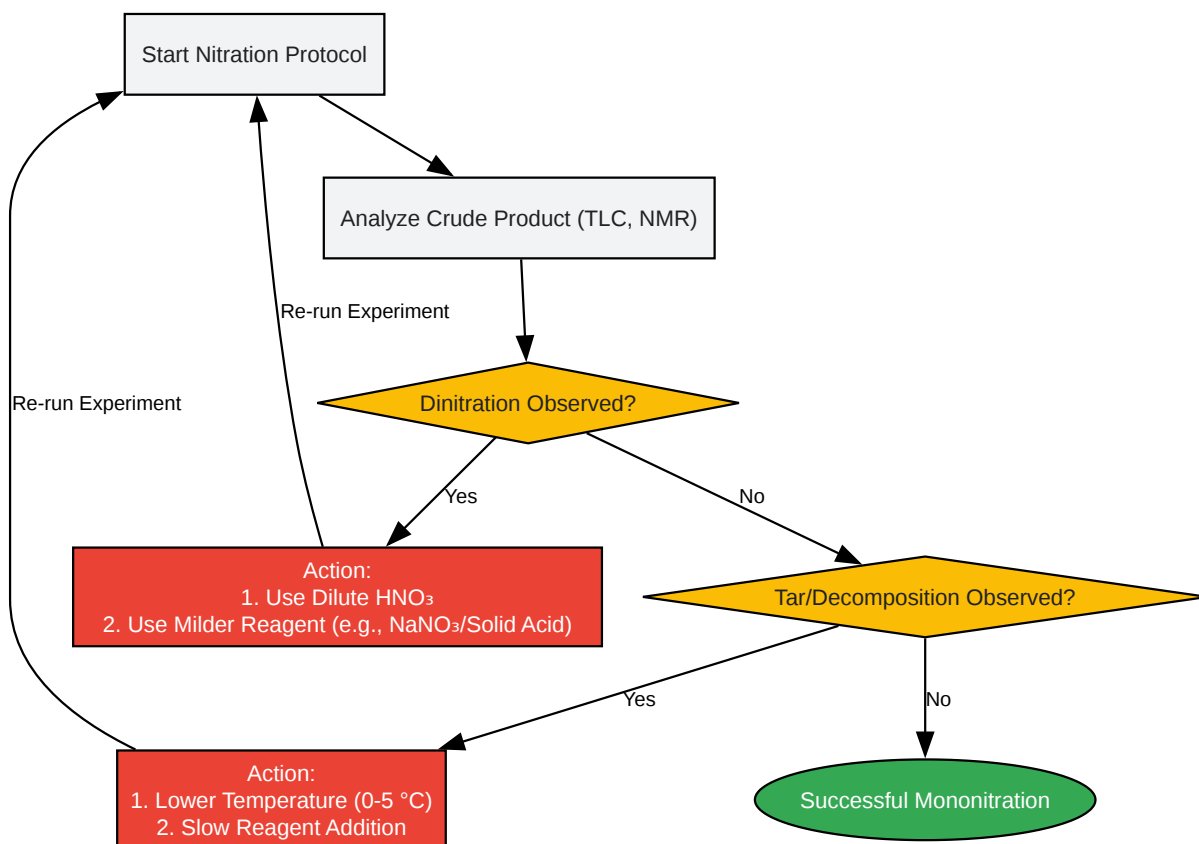 Start Nitration Protocol
Analyze Crude Product (TLC, NMR)
Re-run Experiment
Re-run Experiment
Dinitration Observed?
Yes
No
Action:
1. Use Dilute HNO₃
2. Use Milder Reagent (e.g., NaNO₃/Solid Acid)
Tar/Decomposition Observed?
Yes
No
Action:
1. Lower Temperature (0-5 °C)
2. Slow Reagent Addition
Successful Mononitration